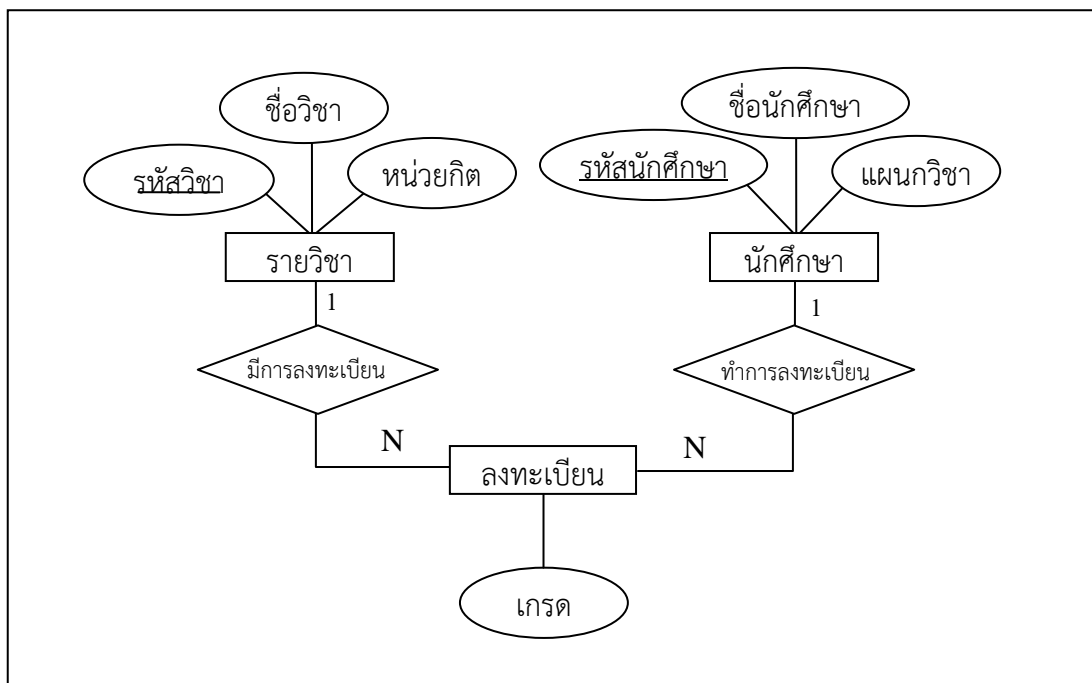 ชื่อวิชา
ชื่อนักศึกษา
รหัสวิชา
หน่วยกิต
รหัสนักศึกษา
แผนกวิชา
รายวิชา
นักศึกษา
1
1
มีการลงทะเบียน
ทำการลงทะเบียน
N
N
ลงทะเบียน
เกรด